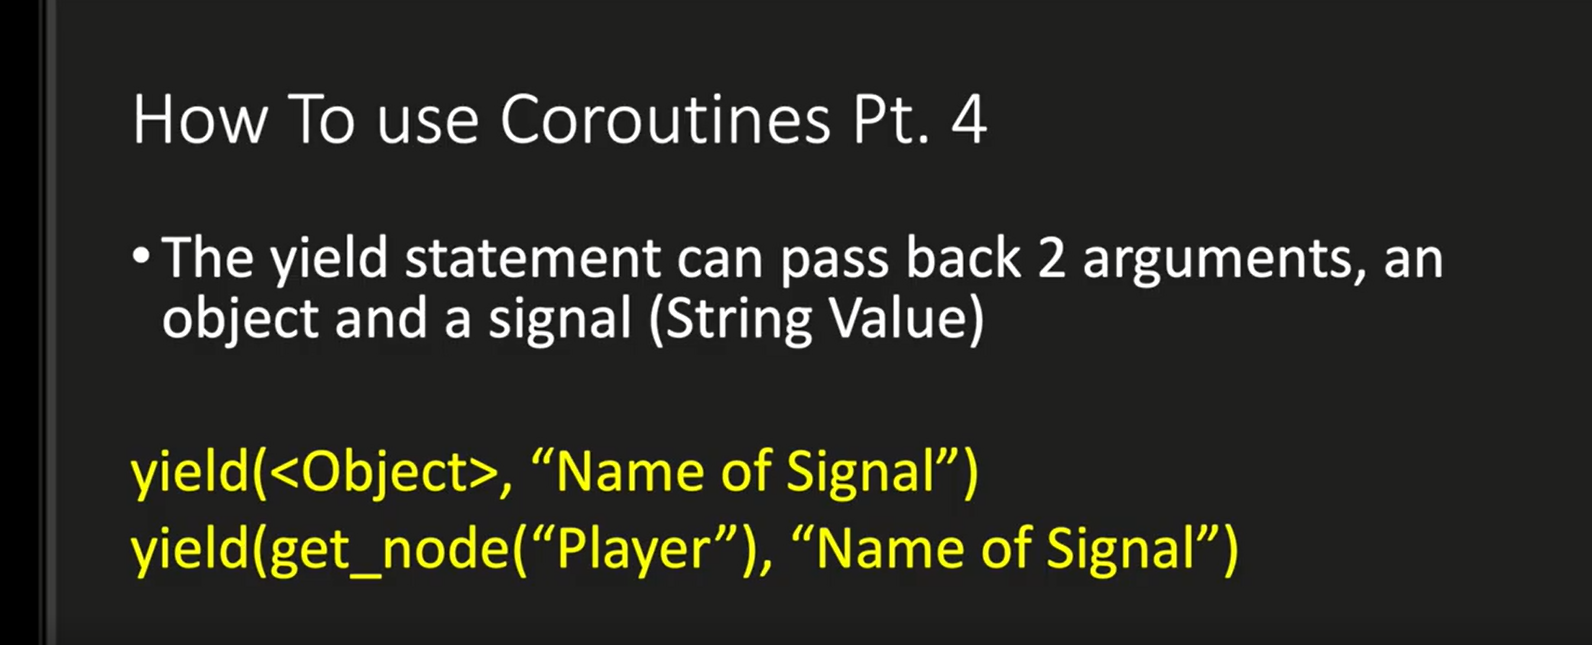 How To use Coroutines Pt. 4
• The yield statement can pass back 2 arguments, an
object and a signal (String Value)
yield(<Object>, “Name of Signal”)
yield(get_node(“Player”), “Name of Signal”)